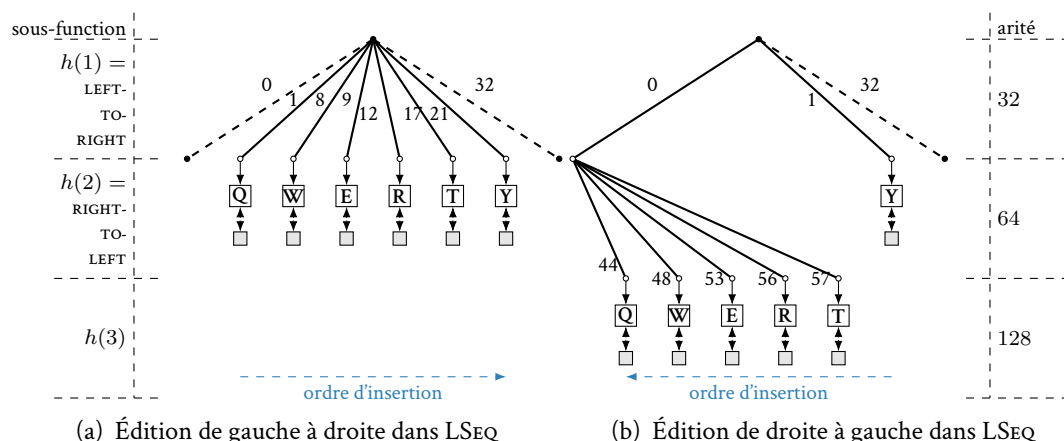 sous-function
arité
h(1) =
LEFT-
TO-
RIGHT
0
1
8
9
12
17
21
32
0
1
32
32
h(2) =
RIGHT-
TO-
LEFT
Q W E R T Y
Y
64
44 48 53 56 57
h(3)
Q W E R T
128
ordre d'insertion
ordre d'insertion
(a) Édition de gauche à droite dans LSEQ
(b) Édition de droite à gauche dans LSEQ